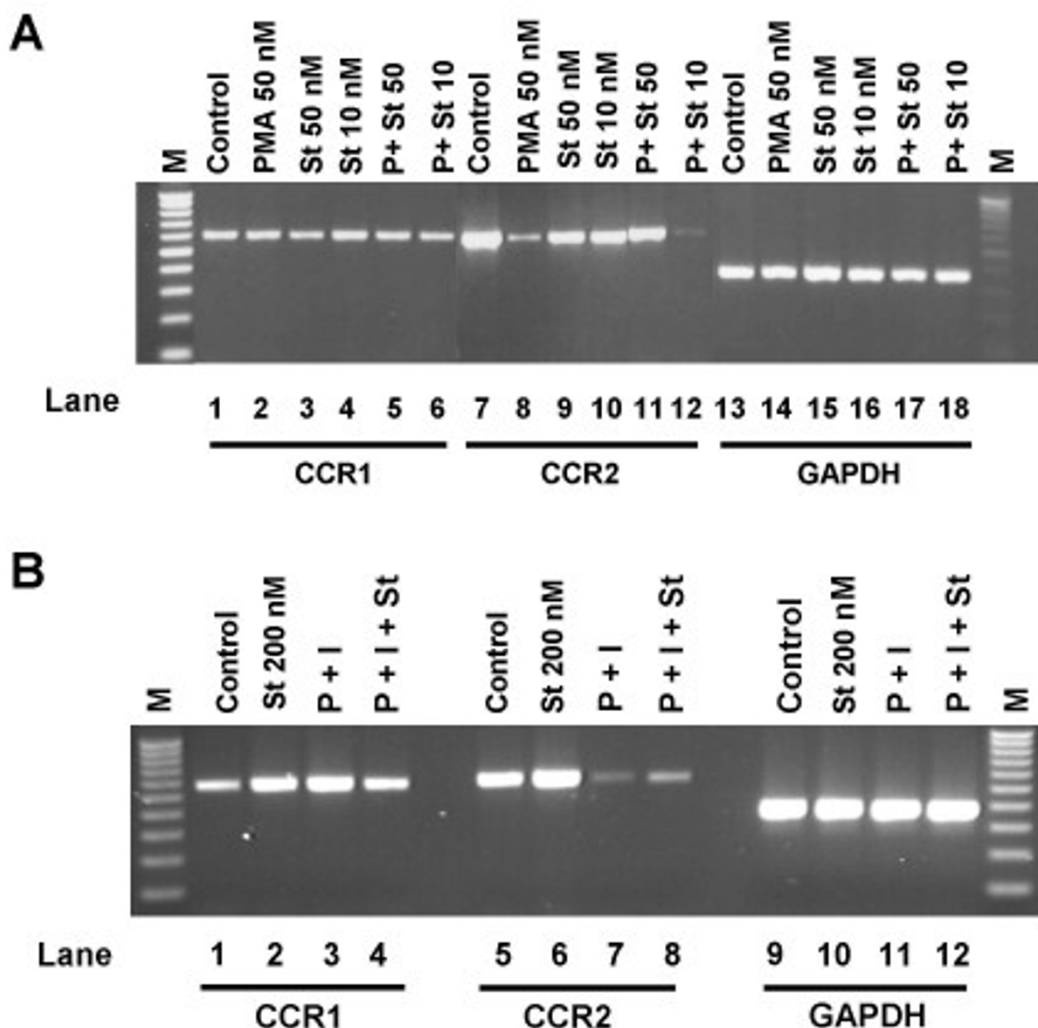 A
M Control PMA 50 nM St 50 nM St 10 nM P+ St 50 P+ St 10 Control PMA 50 nM St 50 nM St 10 nM P+ St 50 P+ St 10 Control PMA 50 nM St 50 nM St 10 nM P+ St 50 P+ St 10 M
Lane 1 2 3 4 5 6 7 8 9 10 11 12 13 14 15 16 17 18
CCR1 CCR2 GAPDH
B
M Control St 200 nM P + I P + I + St Control St 200 nM P + I P + I + St Control St 200 nM P + I P + I + St M
Lane 1 2 3 4 5 6 7 8 9 10 11 12
CCR1 CCR2 GAPDH